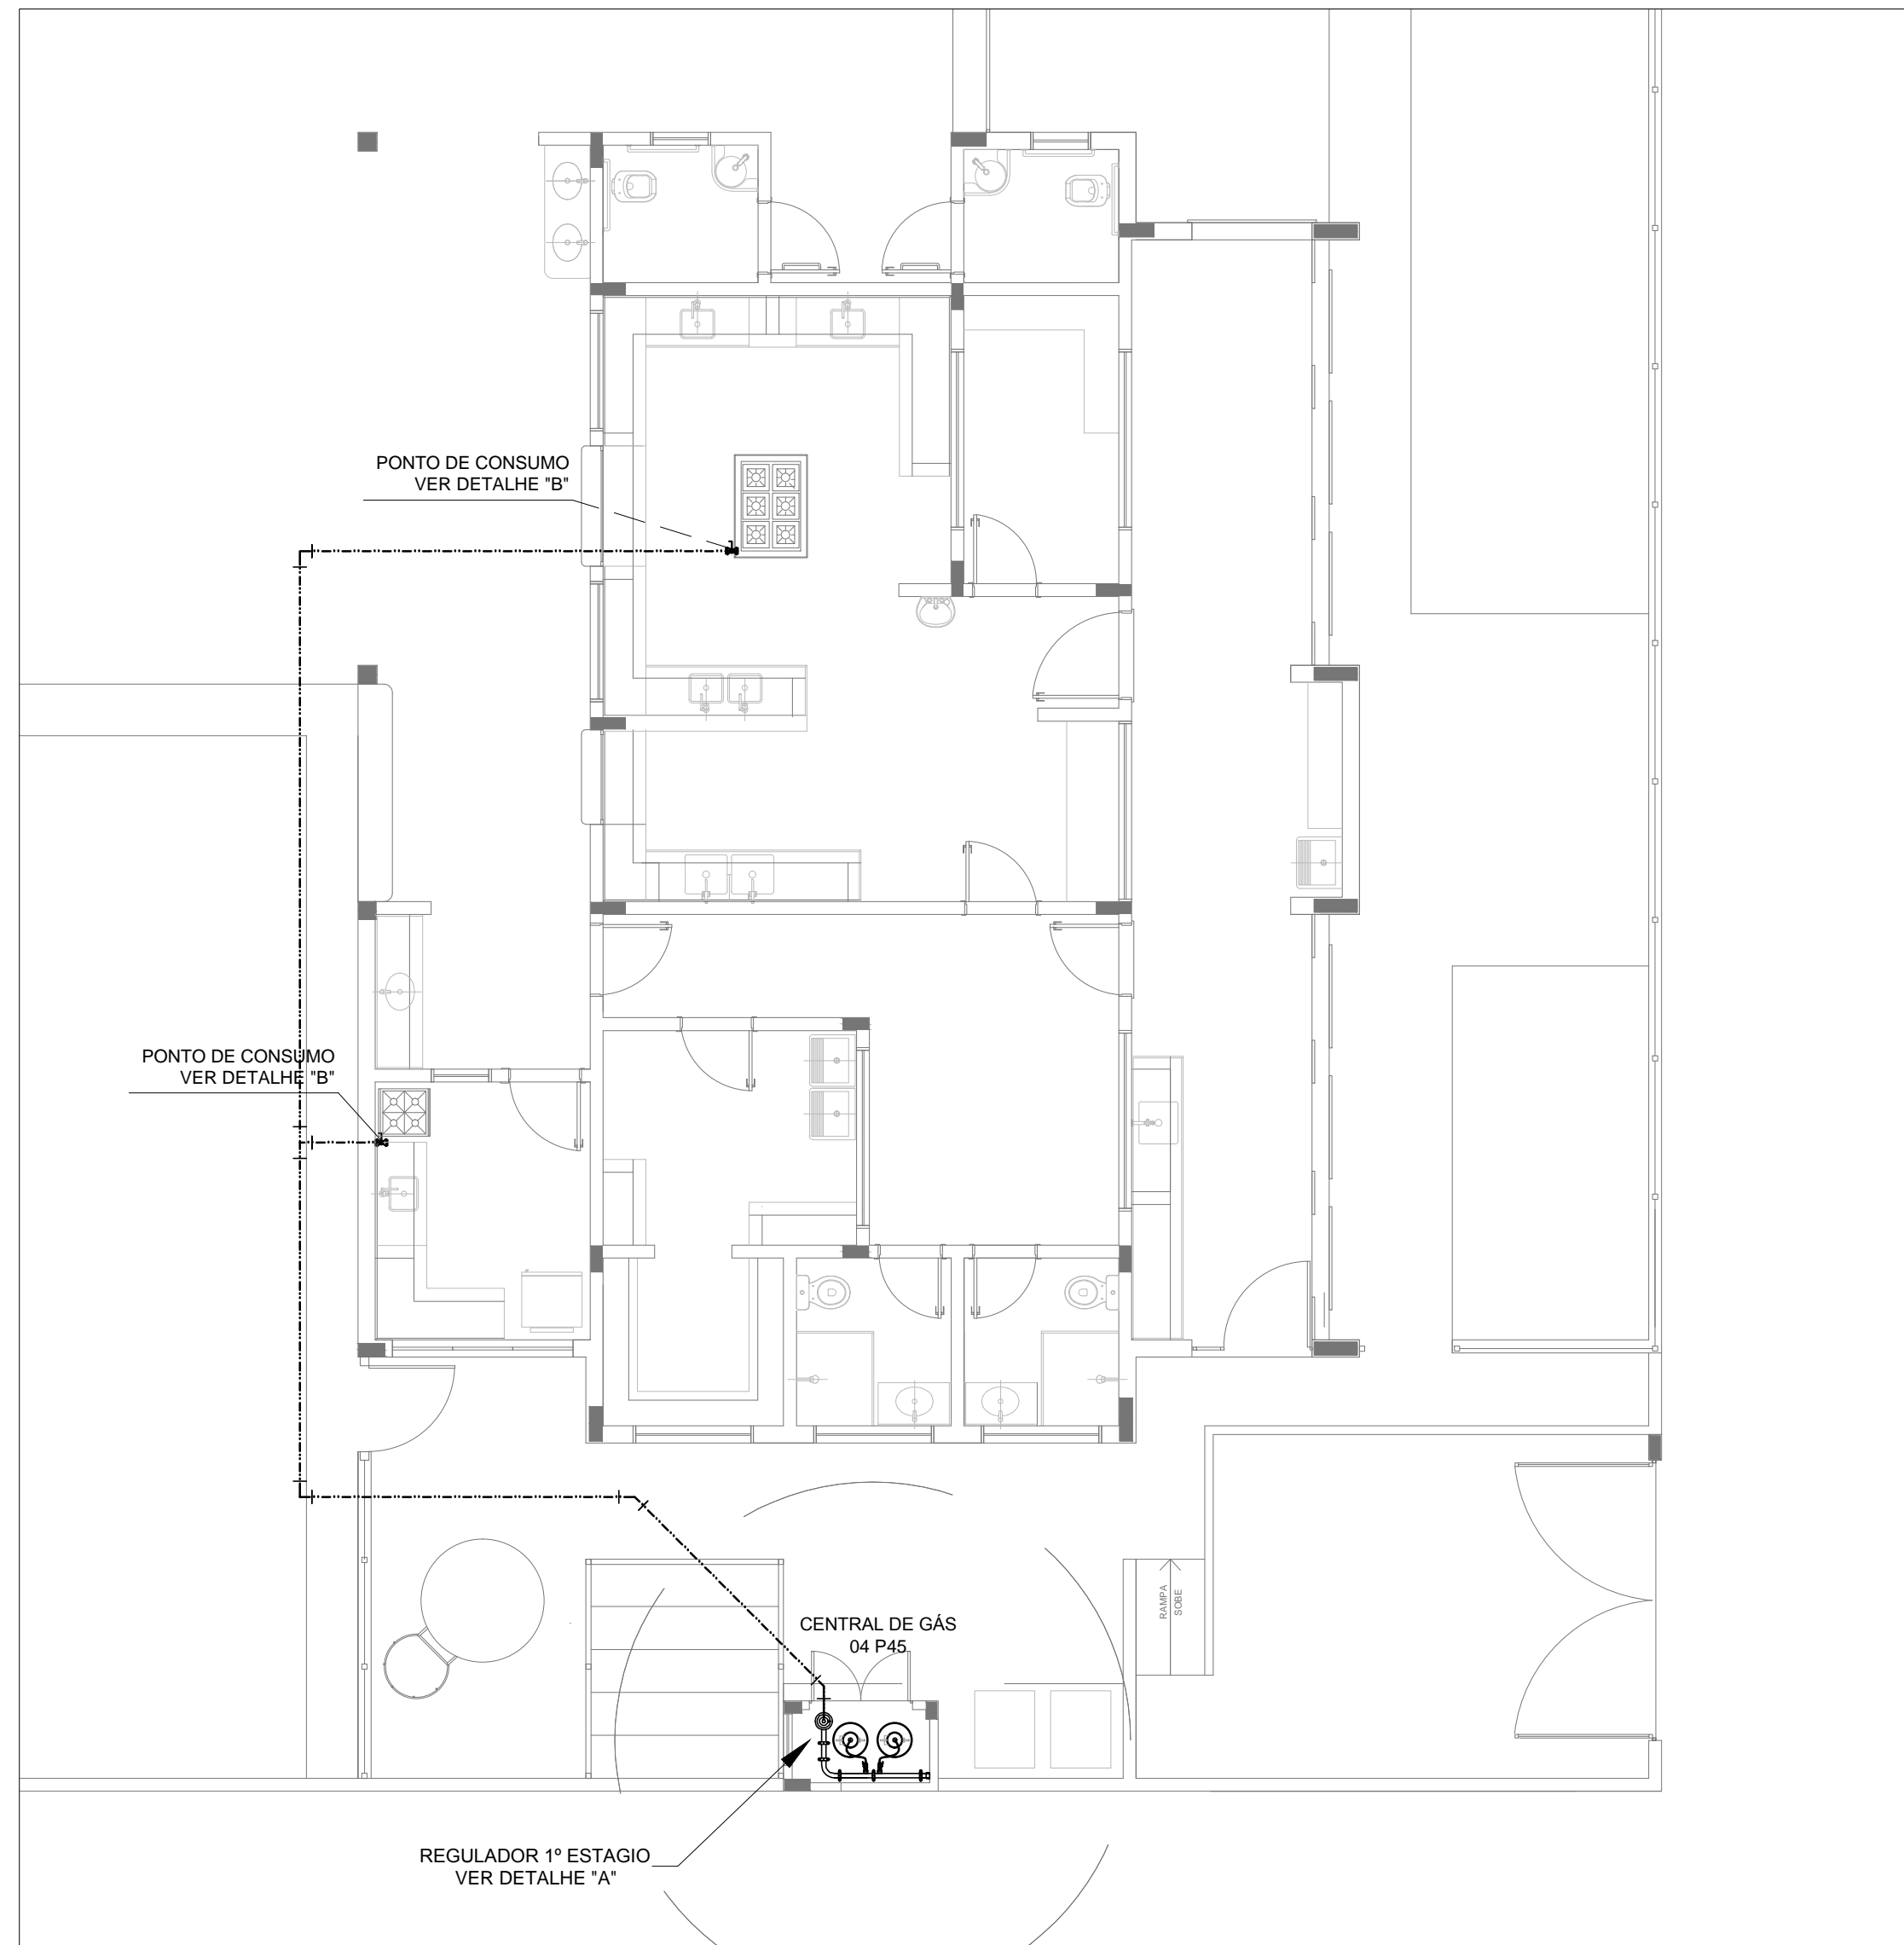 PONTO DE CONSUMO
VER DETALHE "B"
PONTO DE CONSUMO
VER DETALHE "B"
RAMPA
SOBE
CENTRAL DE GÁS
04 P45
REGULADOR 1º ESTAGIO
VER DETALHE "A"